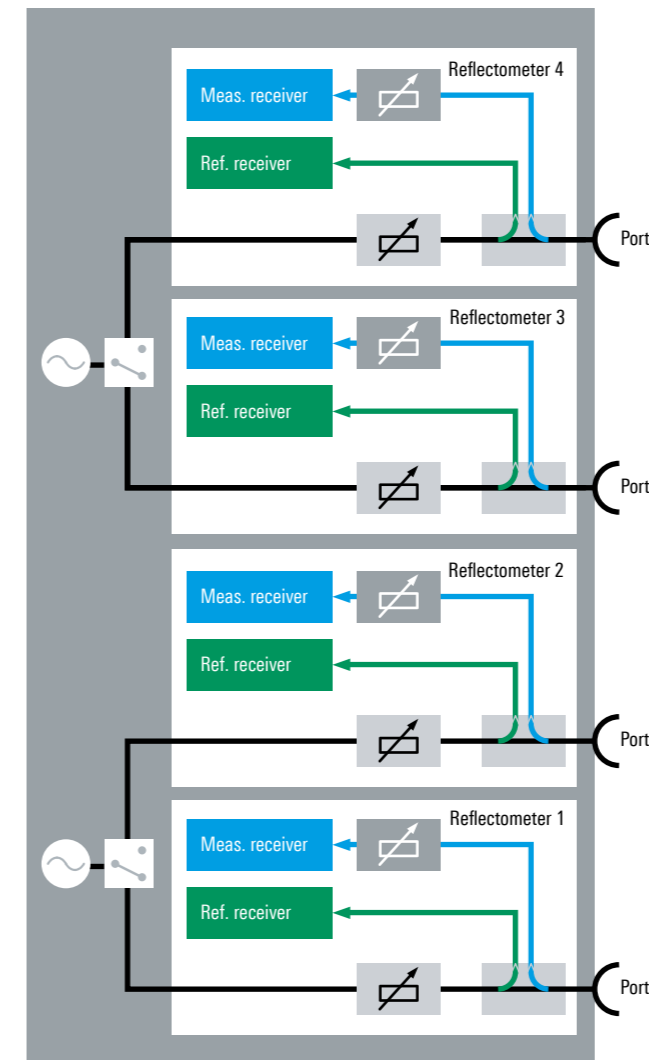 Reflectometer 4
Meas. receiver
Ref. receiver
Port
Reflectometer 3
Meas. receiver
Ref. receiver
Port
Reflectometer 2
Meas. receiver
Ref. receiver
Port
Reflectometer 1
Meas. receiver
Ref. receiver
Port